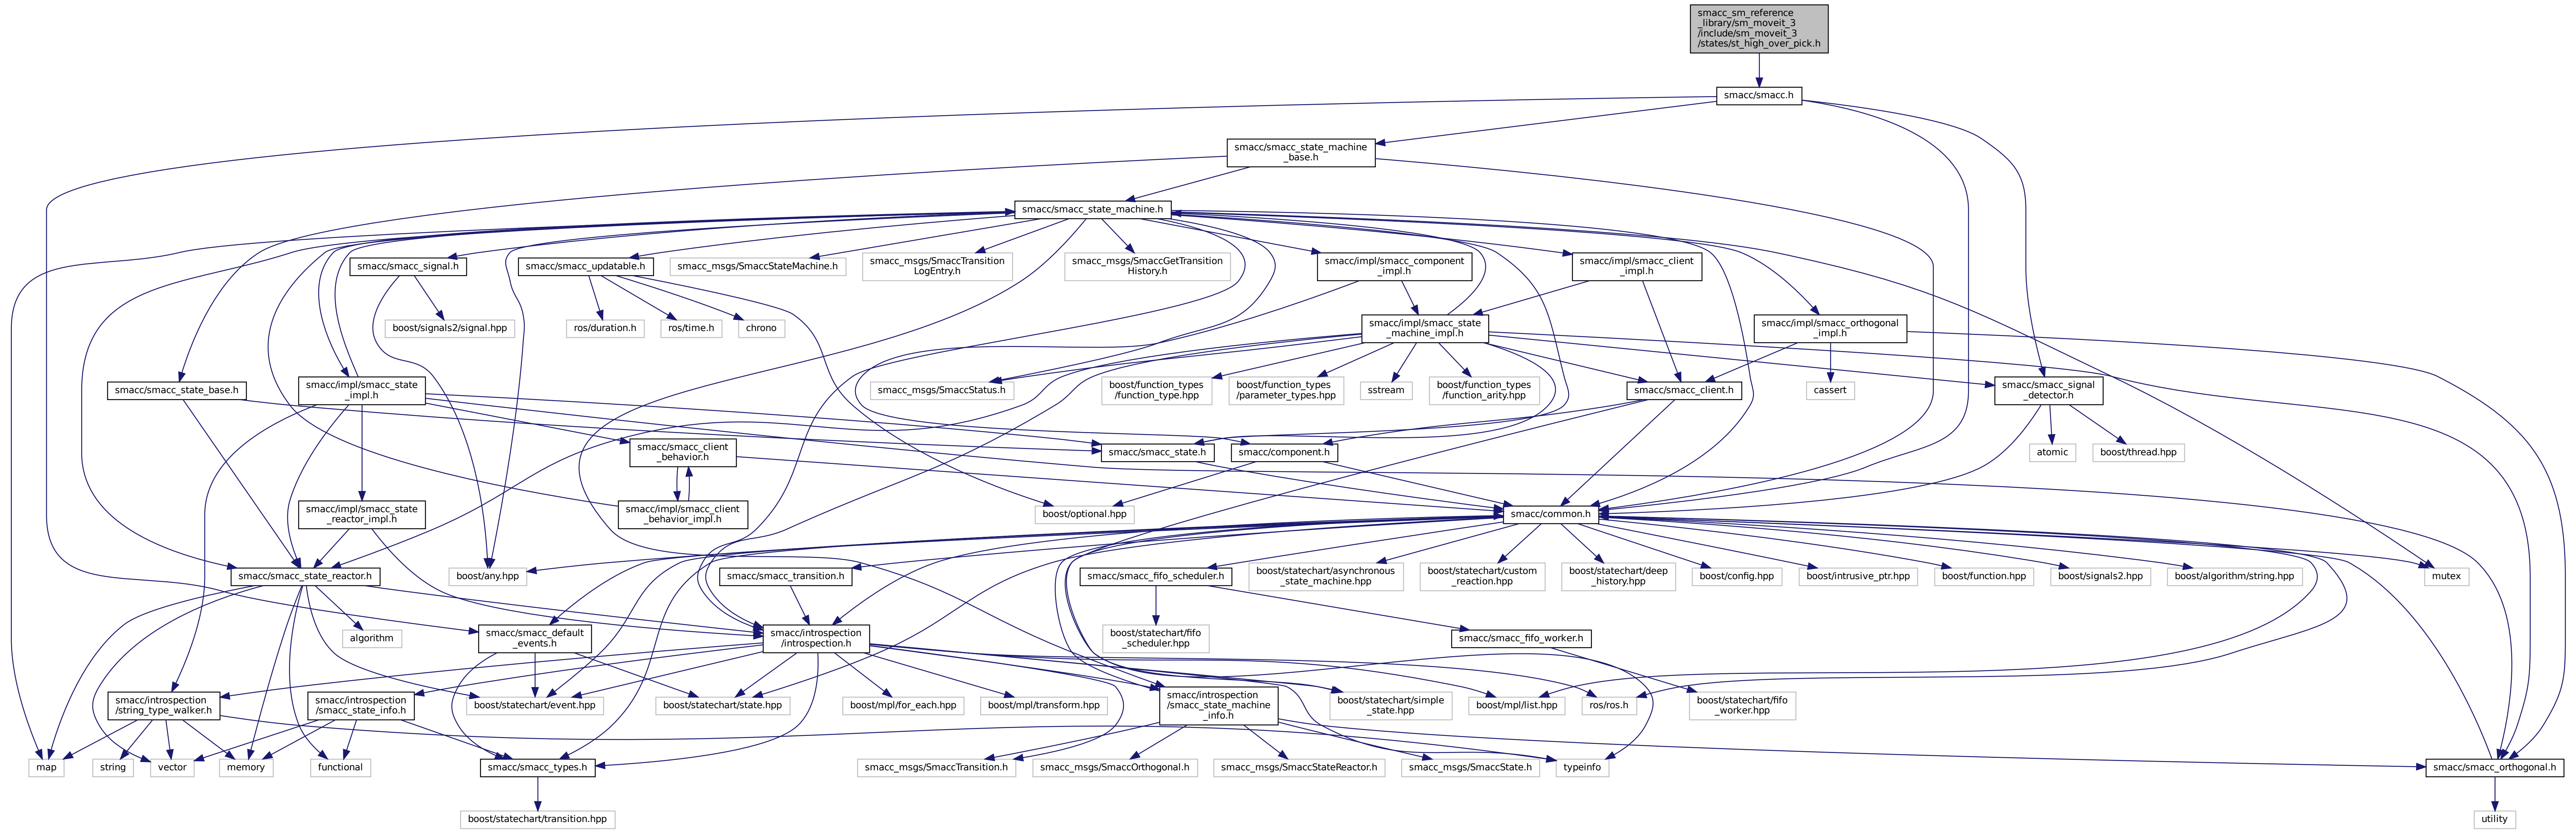 smacc_sm_reference
_library/sm_moveit_3
/include/sm_moveit_3
/states/st_high_over_pick.h
smacc/smacc.h
smacc/smacc_state_machine
_base.h
smacc/smacc_state_machine.h
smacc/smacc_signal.h
smacc/smacc_updatable.h
smacc_msgs/SmaccStateMachine.h
smacc_msgs/SmaccTransition
LogEntry.h
smacc_msgs/SmaccGetTransition
History.h
smacc/impl/smacc_component
_impl.h
smacc/impl/smacc_client
_impl.h
boost/signals2/signal.hpp
ros/duration.h
ros/time.h
chrono
smacc/impl/smacc_state
_machine_impl.h
smacc/impl/smacc_orthogonal
_impl.h
smacc/smacc_state_base.h
smacc/impl/smacc_state
_impl.h
smacc_msgs/SmaccStatus.h
boost/function_types
/function_type.hpp
boost/function_types
/parameter_types.hpp
sstream
boost/function_types
/function_arity.hpp
smacc/smacc_client.h
cassert
smacc/smacc_signal
_detector.h
smacc/smacc_client
_behavior.h
smacc/smacc_state.h
smacc/component.h
atomic
boost/thread.hpp
smacc/impl/smacc_state
_reactor_impl.h
smacc/impl/smacc_client
_behavior_impl.h
boost/optional.hpp
smacc/common.h
smacc/smacc_state_reactor.h
boost/any.hpp
smacc/smacc_transition.h
smacc/smacc_fifo_scheduler.h
boost/statechart/asynchronous
_state_machine.hpp
boost/statechart/custom
_reaction.hpp
boost/statechart/deep
_history.hpp
boost/config.hpp
boost/intrusive_ptr.hpp
boost/function.hpp
boost/signals2.hpp
boost/algorithm/string.hpp
mutex
algorithm
smacc/smacc_default
_events.h
smacc/introspection
/introspection.h
boost/statechart/fifo
_scheduler.hpp
smacc/smacc_fifo_worker.h
smacc/introspection
/string_type_walker.h
smacc/introspection
/smacc_state_info.h
boost/statechart/event.hpp
boost/statechart/state.hpp
boost/mpl/for_each.hpp
boost/mpl/transform.hpp
smacc/introspection
/smacc_state_machine
_info.h
boost/statechart/simple
_state.hpp
boost/mpl/list.hpp
ros/ros.h
boost/statechart/fifo
_worker.hpp
map
string
vector
memory
functional
smacc/smacc_types.h
smacc_msgs/SmaccTransition.h
smacc_msgs/SmaccOrthogonal.h
smacc_msgs/SmaccStateReactor.h
smacc_msgs/SmaccState.h
typeinfo
smacc/smacc_orthogonal.h
boost/statechart/transition.hpp
utility